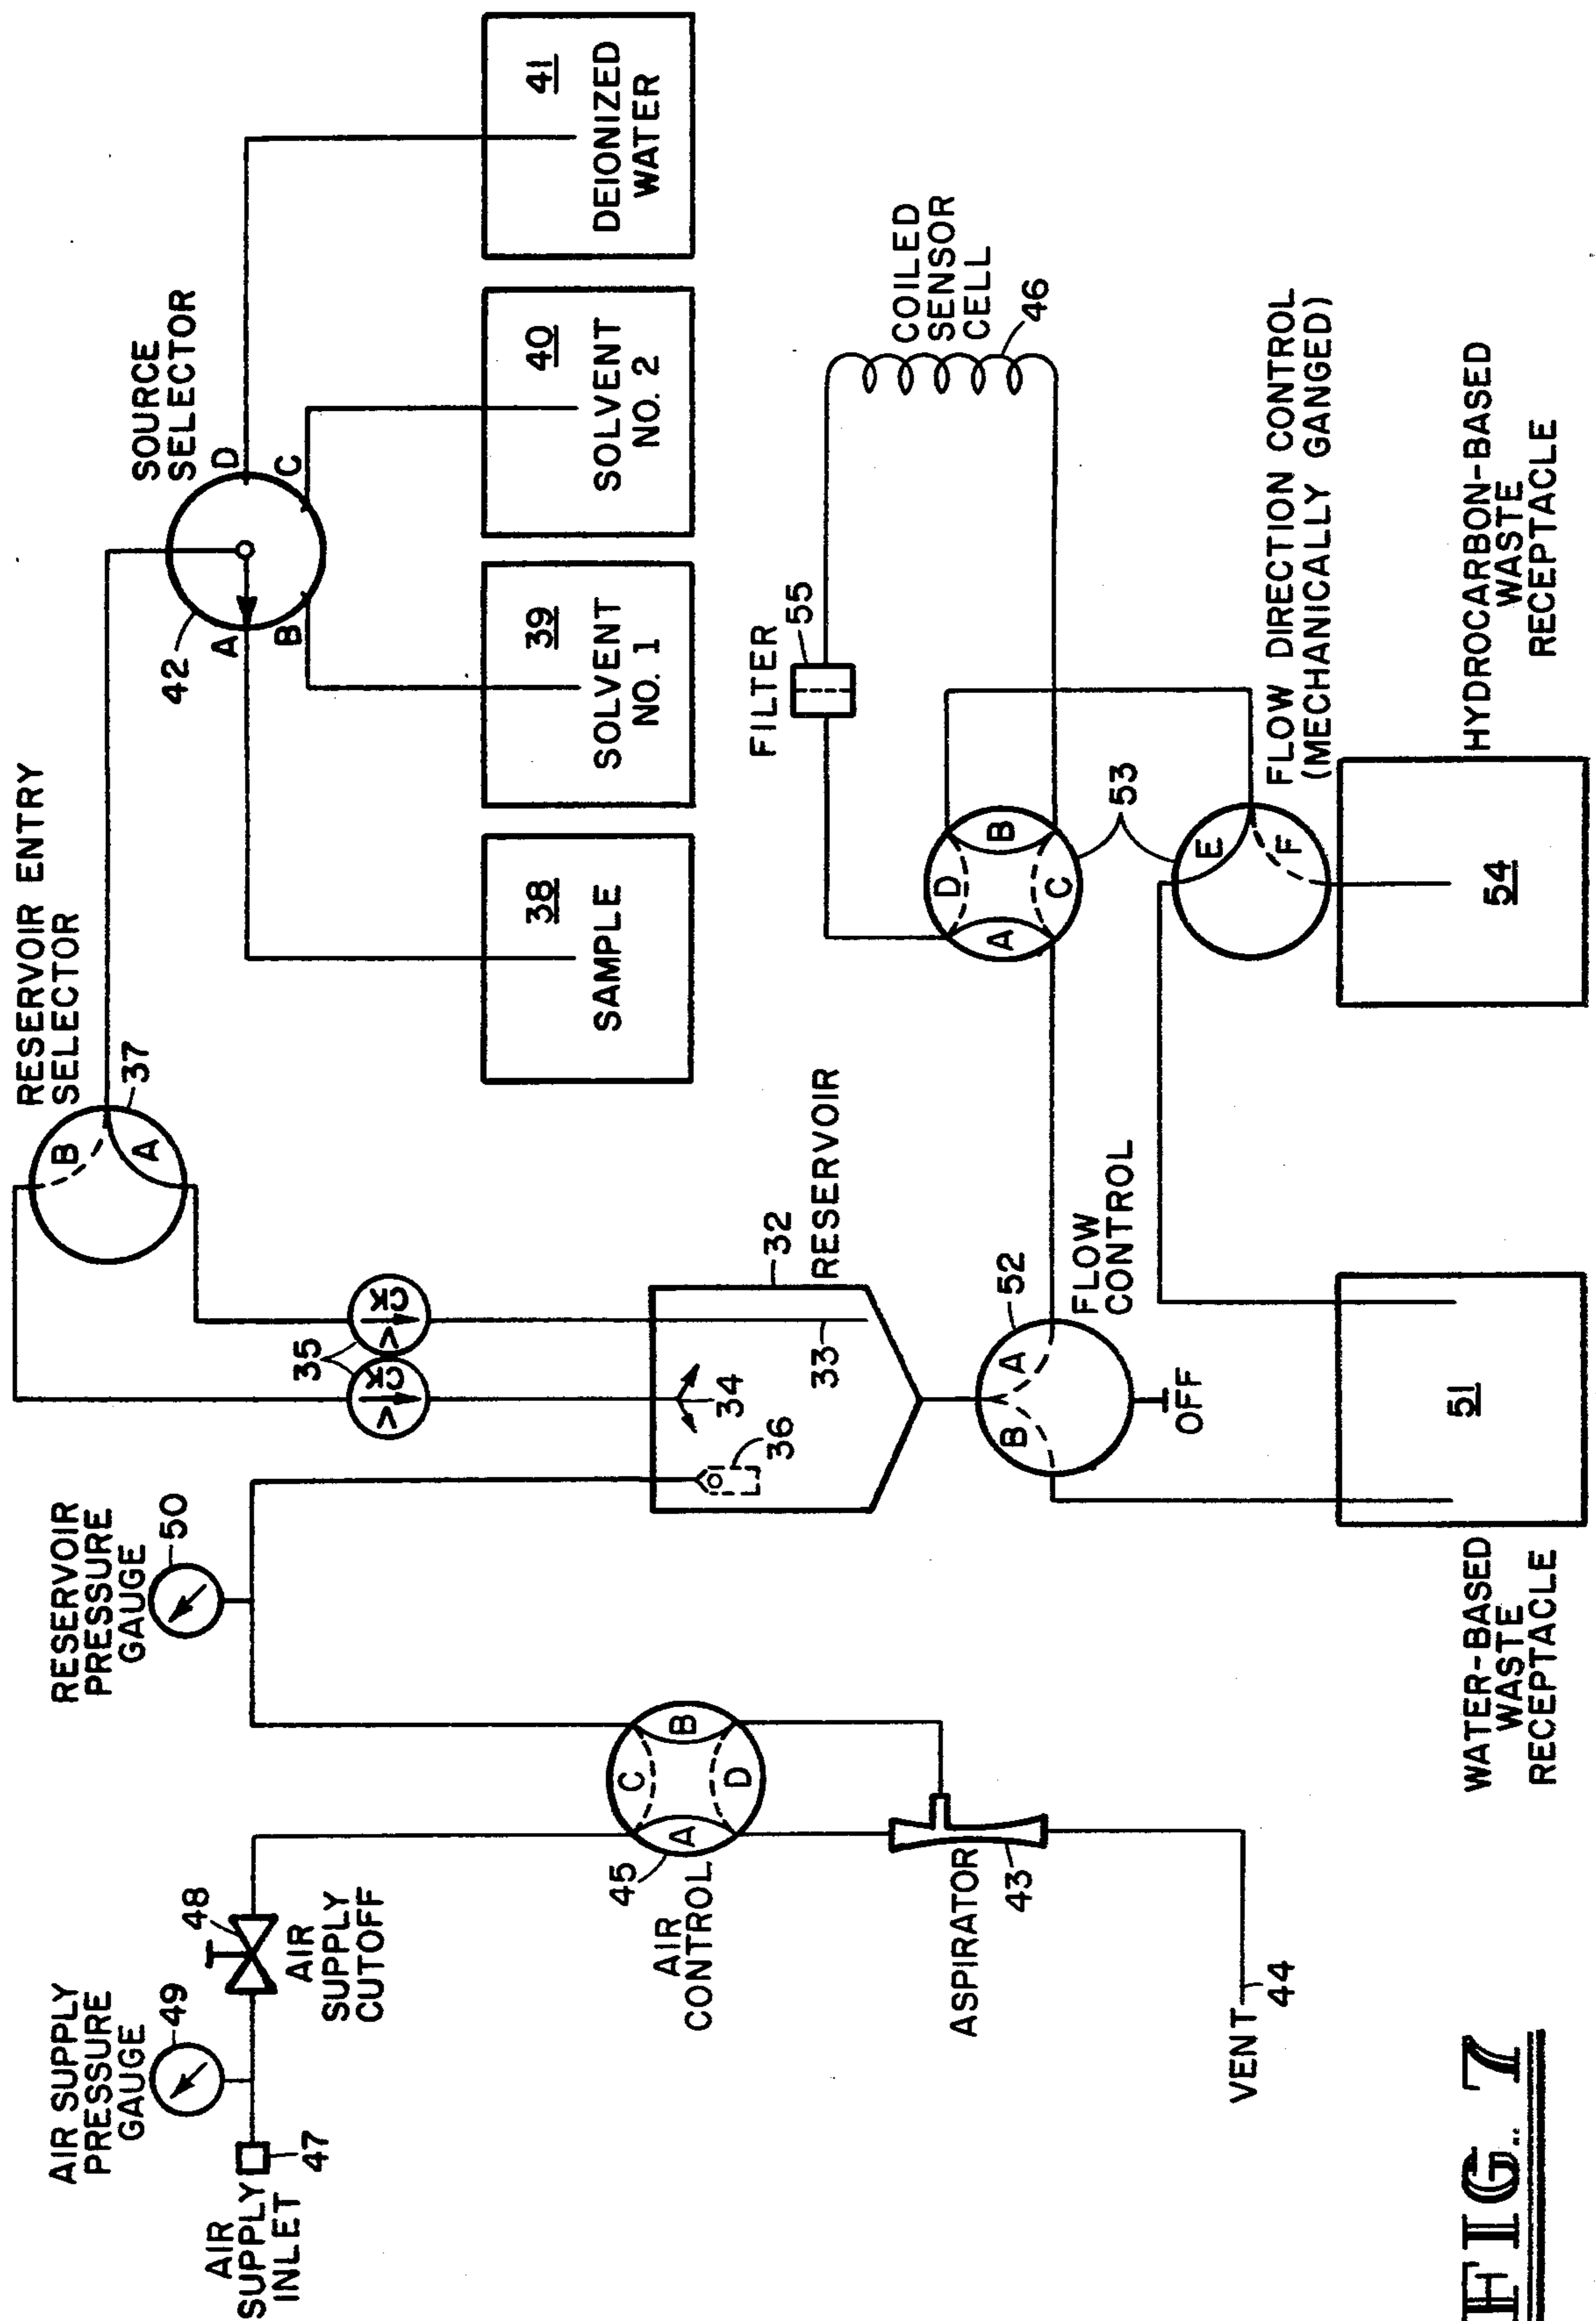 AIR SUPPLY
PRESSURE
GAUGE
49
AIR
SUPPLY
INLET
47
48
AIR
SUPPLY
CUTOFF
RESERVOIR
PRESSURE
GAUGE
50
45
AIR
CONTROL
A
B
C
D
ASPIRATOR
43
VENT
44
RESERVOIR ENTRY
SELECTOR
37
B
A
35
CK
V
CK
V
32
RESERVOIR
33
34
36
SOURCE
SELECTOR
42
A
B
C
D
38
SAMPLE
39
SOLVENT
NO. 1
40
SOLVENT
NO. 2
41
DEIONIZED
WATER
52
FLOW
CONTROL
B
A
OFF
FILTER
55
COILED
SENSOR
CELL
46
D
A
B
C
53
E
F
FLOW DIRECTION CONTROL
(MECHANICALLY GANGED)
51
WATER-BASED
WASTE
RECEPTACLE
54
HYDROCARBON-BASED
WASTE
RECEPTACLE
FIG. 7